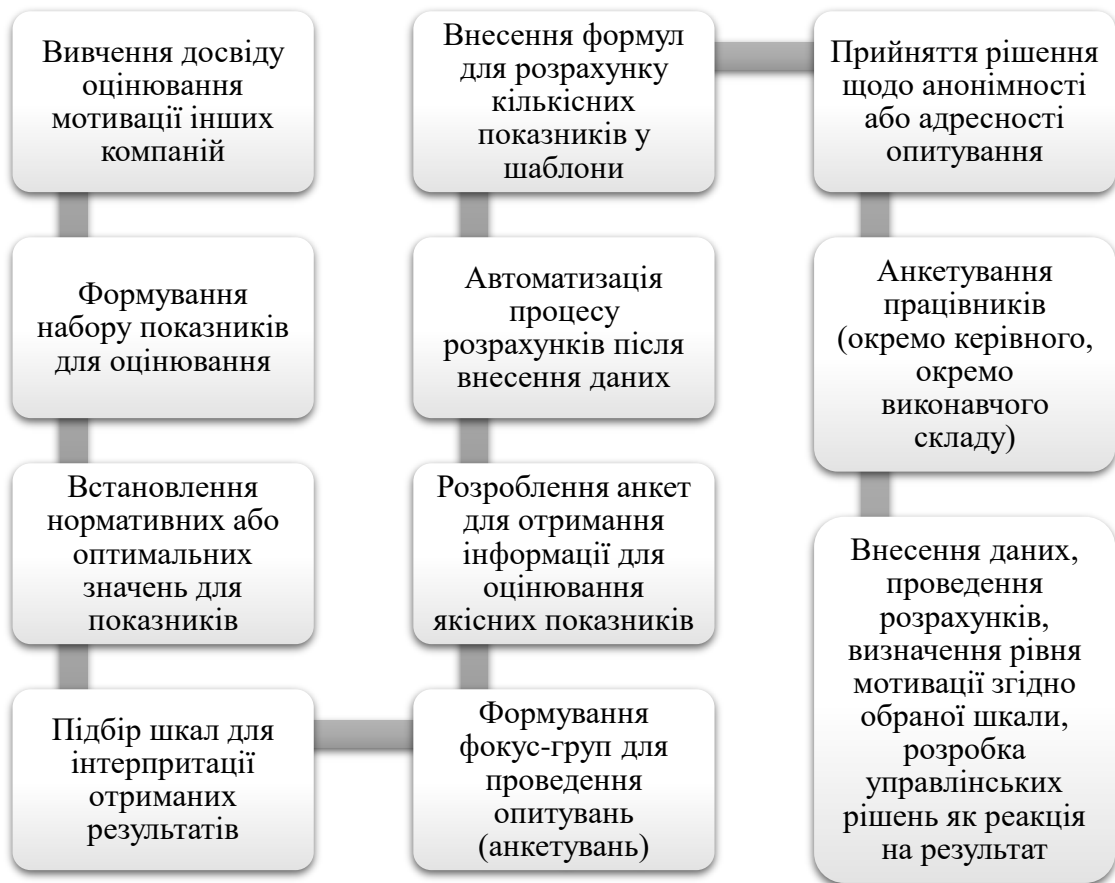 Вивчення досвіду
оцінювання
мотивації інших
компаній
Формування
набору показників
для оцінювання
Встановлення
нормативних або
оптимальних
значень для
показників
Підбір шкал для
інтерпритації
отриманих
результатів
Формування
фокус-груп для
проведення
опитувань
(анкетувань)
Розроблення анкет
для отримання
інформації для
оцінювання
якісних показників
Автоматизація
процесу
розрахунків після
внесення даних
Внесення формул
для розрахунку
кількісних
показників у
шаблони
Прийняття рішення
щодо анонімності
або адресності
опитування
Анкетування
працівників
(окремо керівного,
окремо
виконавчого
складу)
Внесення даних,
проведення
розрахунків,
визначення рівня
мотивації згідно
обраної шкали,
розробка
управлінських
рішень як реакція
на результат